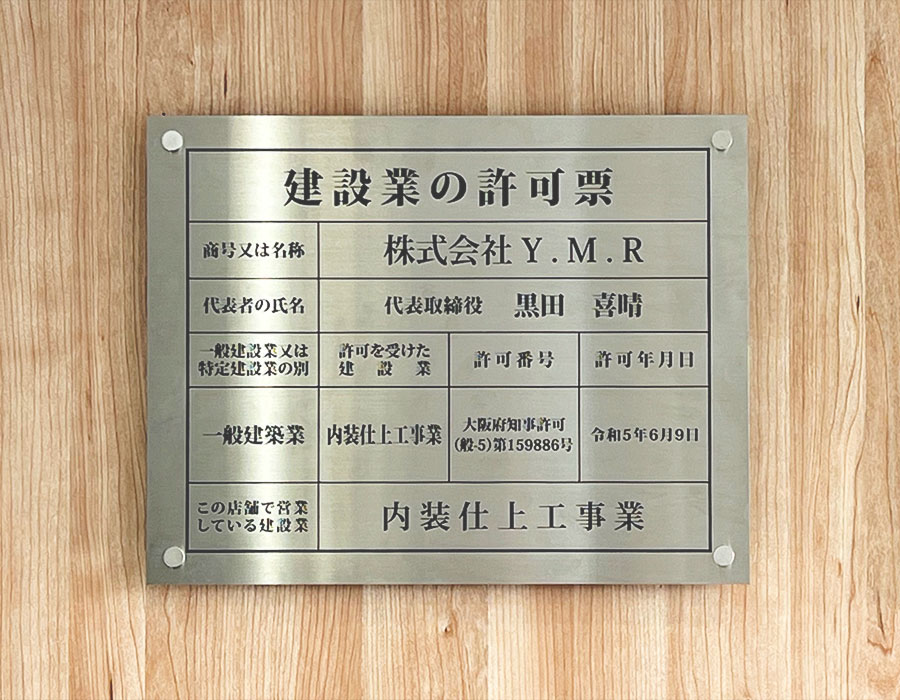 建設業の許可票
商号又は名称
株式会社Y.M.R
代表者の氏名
代表取締役 黒田 喜晴
一般建設業又は
特定建設業の別
許可を受けた
建設業
許可番号
許可年月日
一般建築業
内装仕上工事業
大阪府知事許可
(般-5)第159886号
令和5年6月9日
この店舗で営業
している建設業
内装仕上工事業